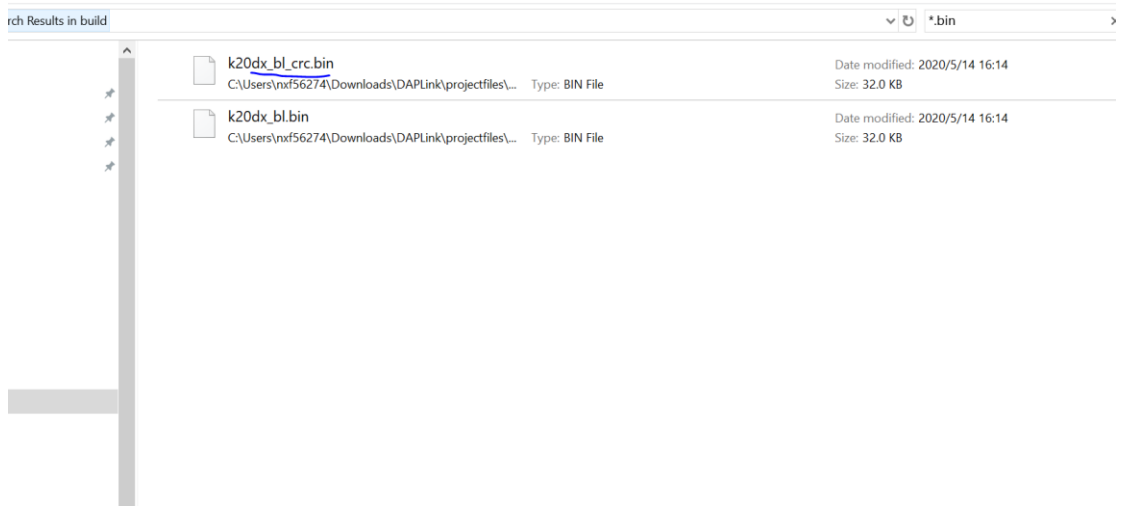 rch Results in build
*.bin
k20dx_bl_crc.bin
Date modified: 2020/5/14 16:14
C:\Users\nxf56274\Downloads\DAPLink\projectfiles\... Type: BIN File
Size: 32.0 KB
k20dx_bl.bin
Date modified: 2020/5/14 16:14
C:\Users\nxf56274\Downloads\DAPLink\projectfiles\... Type: BIN File
Size: 32.0 KB